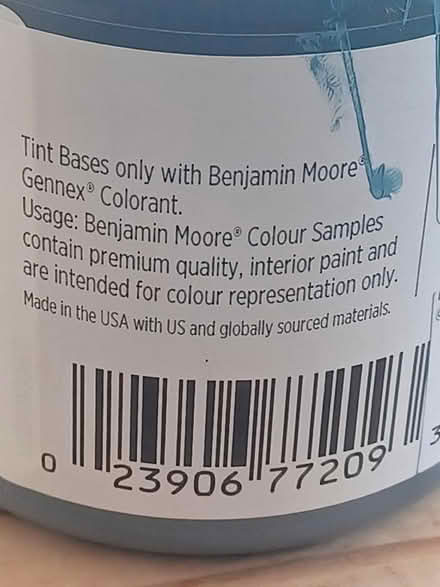 Tint Bases only with Benjamin Moore®
Gennex® Colorant.
Usage: Benjamin Moore® Colour Samples
contain premium quality, interior paint and
are intended for colour representation only.
Made in the USA with US and globally sourced materials.
0 23906 77209
3